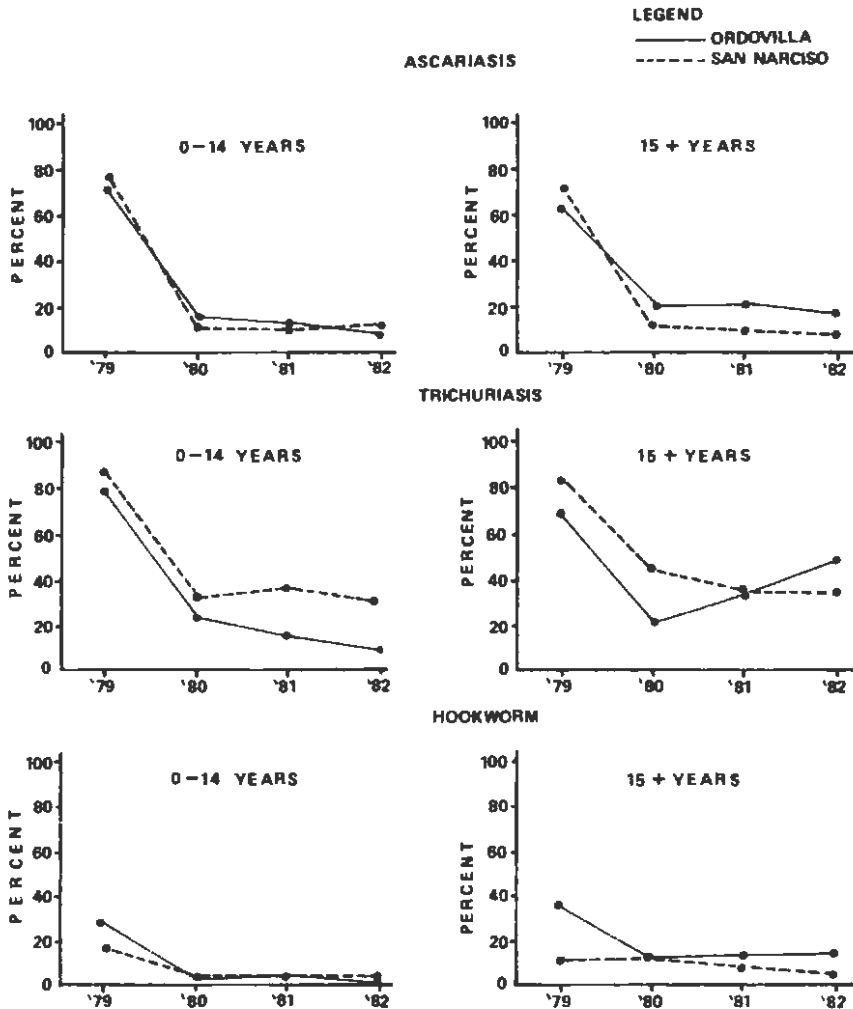 LEGEND
ORDOVILLA
SAN NARCISO
ASCARIASIS
0-14 YEARS
PERCENT
100
80
60
40
20
0
'79 '80 '81 '82
15 + YEARS
PERCENT
100
80
60
40
20
0
'79 '80 '81 '82
TRICHURIASIS
0-14 YEARS
PERCENT
100
80
60
40
20
0
'79 '80 '81 '82
15 + YEARS
PERCENT
100
80
60
40
20
0
'79 '80 '81 '82
HOOKWORM
0-14 YEARS
PERCENT
100
80
60
40
20
0
'79 '80 '81 '82
15 + YEARS
PERCENT
100
80
60
40
20
0
'79 '80 '81 '82